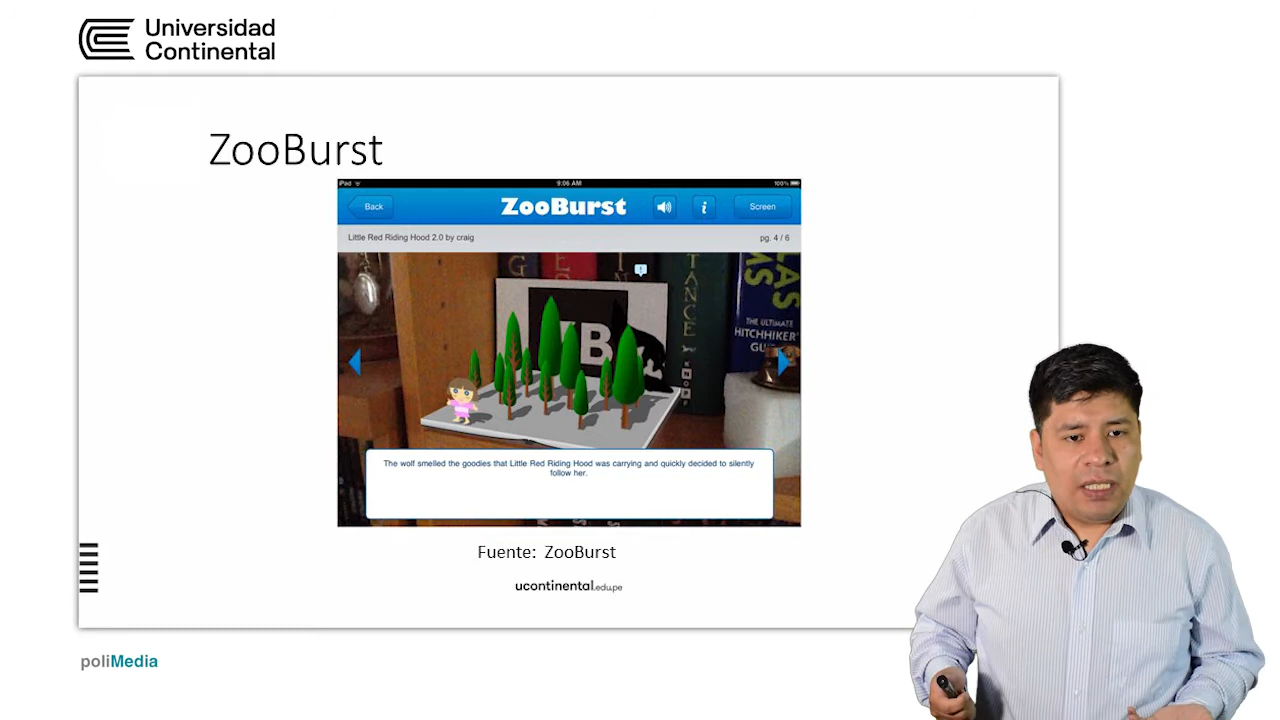 Universidad
Continental
ZooBurst
iPad
9:06 AM
100%
Back
ZooBurst
i
Screen
Little Red Riding Hood 2.0 by craig
pg. 4 / 6
THE ULTIMATE
HITCHHIKER'
The wolf smelled the goodies that Little Red Riding Hood was carrying and quickly decided to silently
follow her.
Fuente: ZooBurst
ucontinental.edu.pe
poliMedia